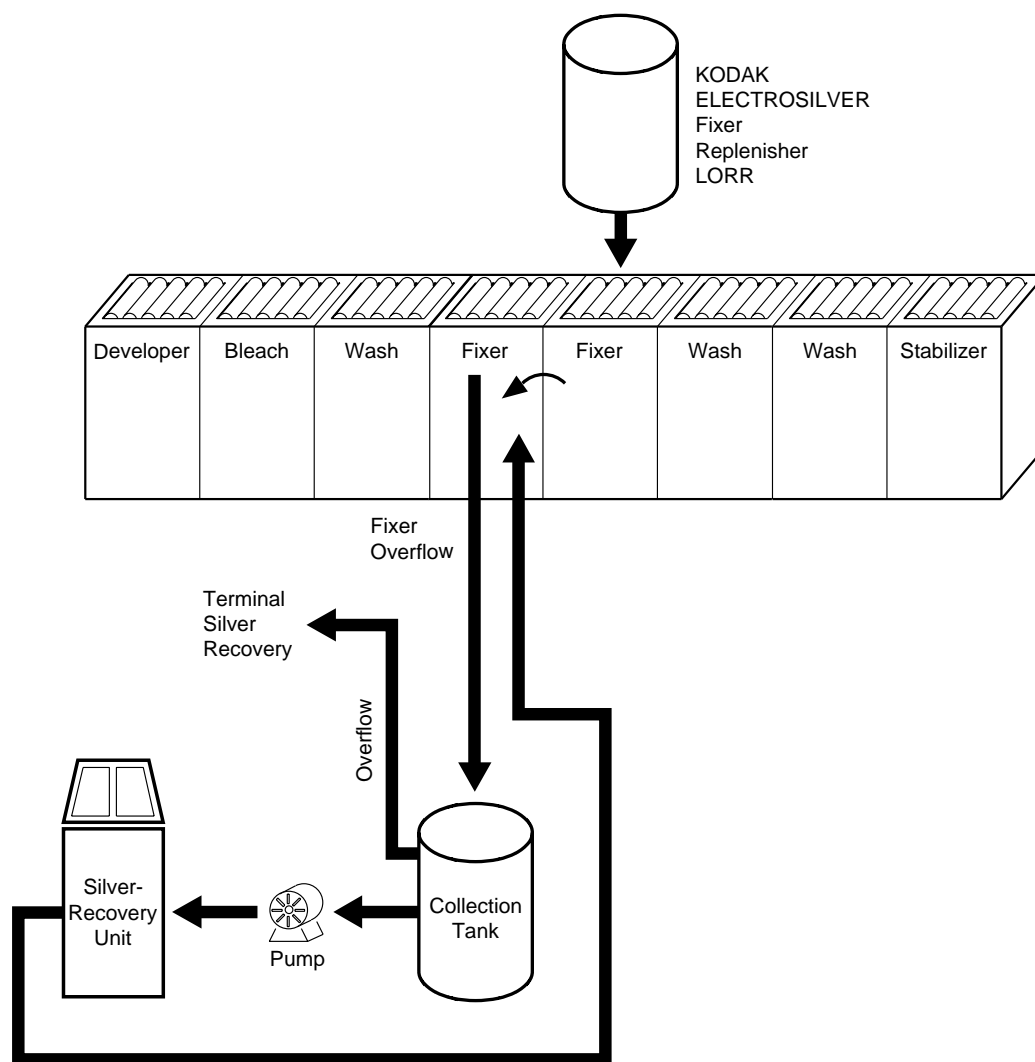 KODAK
ELECTROSILVER
Fixer
Replenisher
LORR
Developer
Bleach
Wash
Fixer
Fixer
Wash
Wash
Stabilizer
Fixer
Overflow
Terminal
Silver
Recovery
Overflow
Silver-
Recovery
Unit
Pump
Collection
Tank